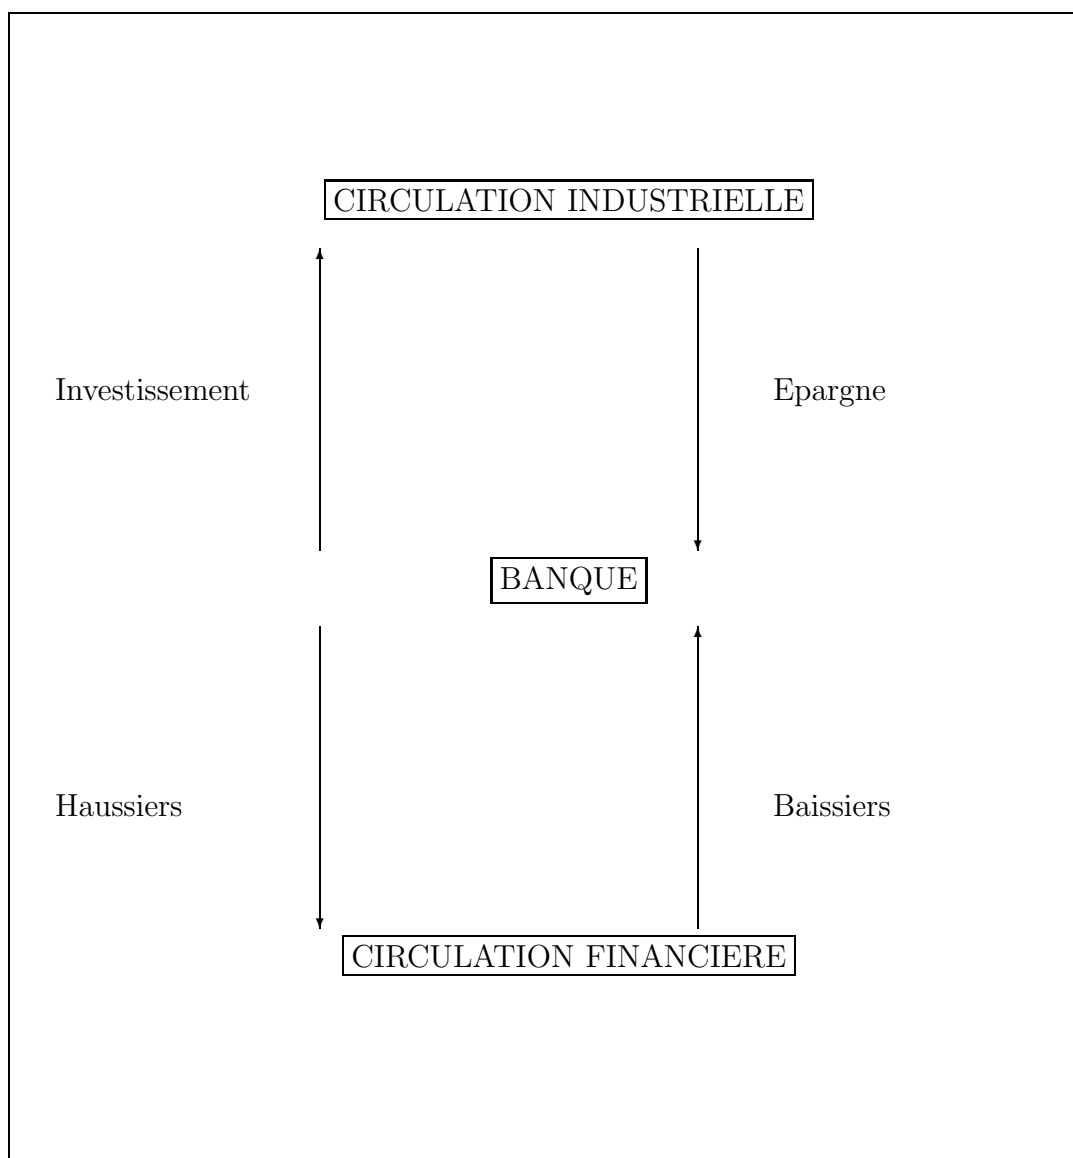 CIRCULATION INDUSTRIELLE
Investissement
Epargne
BANQUE
Haussiers
Baissiers
CIRCULATION FINANCIERE